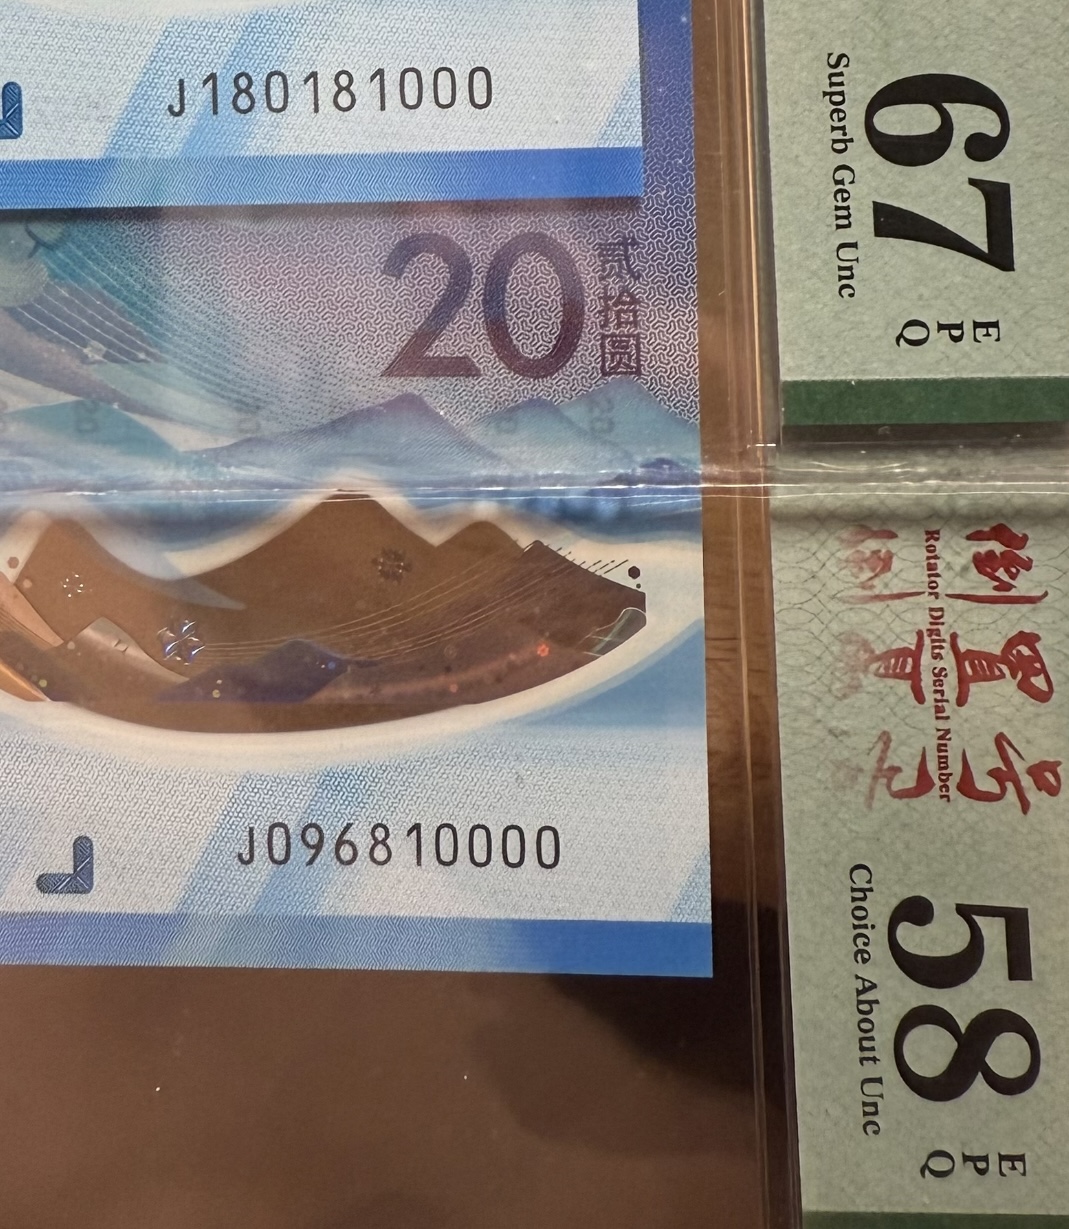 J180181000
20
贰拾圆
J096810000
67
EPQ
Superb Gem Unc
倒置号
Rotator Digits Serial Number
58
EPQ
Choice About Unc